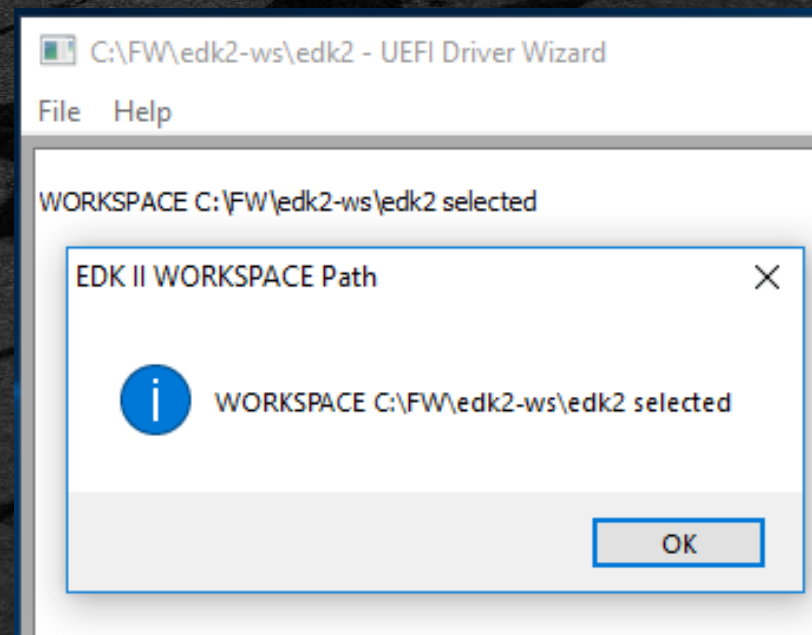 C:\FW\edk2-ws\edk2 - UEFI Driver Wizard
File Help
WORKSPACE C:\FW\edk2-ws\edk2 selected
EDK II WORKSPACE Path
WORKSPACE C:\FW\edk2-ws\edk2 selected
OK